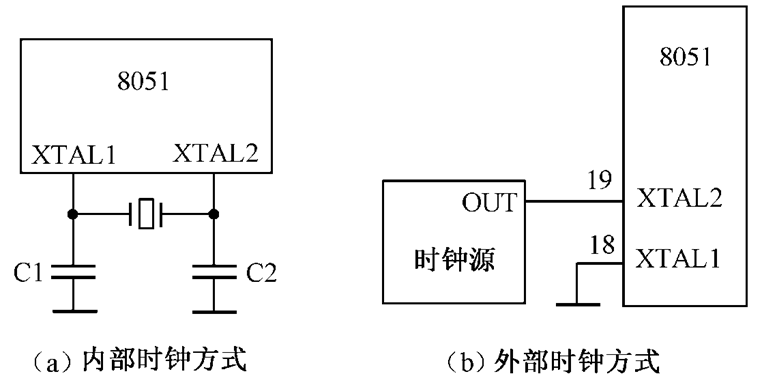 8051
XTAL1 XTAL2
C1 C2
(a)内部时钟方式
8051
19
OUT XTAL2
18
时钟源 XTAL1
(b)外部时钟方式